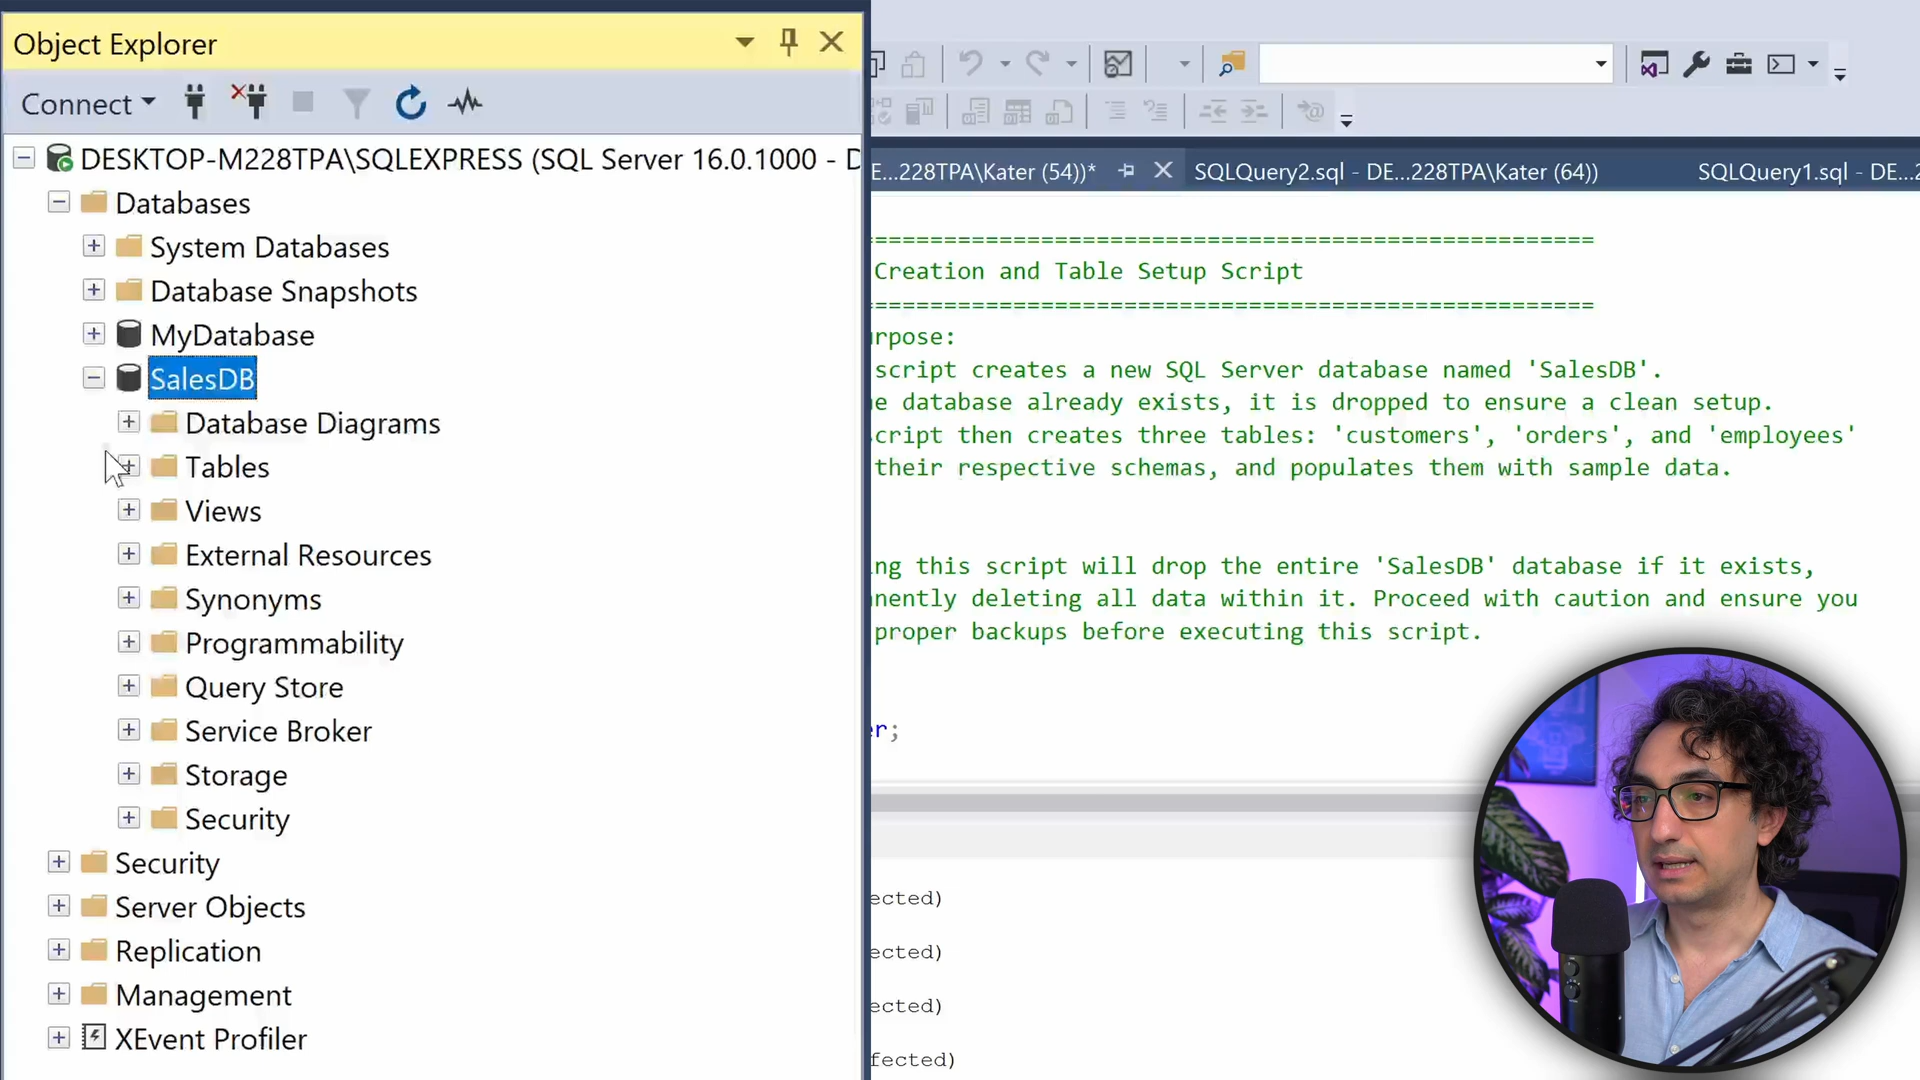 Object Explorer
Connect
DESKTOP-M228TPA\SQLEXPRESS (SQL Server 16.0.1000 - D
Databases
System Databases
Database Snapshots
MyDatabase
SalesDB
Database Diagrams
Tables
Views
External Resources
Synonyms
Programmability
Query Store
Service Broker
Storage
Security
Security
Server Objects
Replication
Management
XEvent Profiler
E...228TPA\Kater (54))*
SQLQuery2.sql - DE...228TPA\Kater (64))
SQLQuery1.sql - DE...2
==================================================
Creation and Table Setup Script
==================================================
urpose:
script creates a new SQL Server database named 'SalesDB'.
e database already exists, it is dropped to ensure a clean setup.
script then creates three tables: 'customers', 'orders', and 'employees'
their respective schemas, and populates them with sample data.
ing this script will drop the entire 'SalesDB' database if it exists,
nently deleting all data within it. Proceed with caution and ensure you
proper backups before executing this script.
er;
ected)
ected)
ected)
fected)